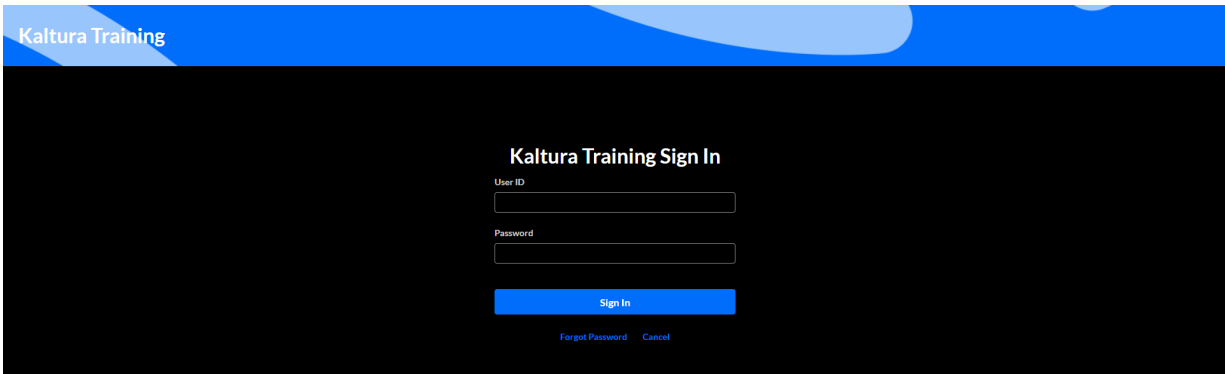 Kaltura Training
Kaltura Training Sign In
User ID
Password
Sign In
Forgot Password Cancel